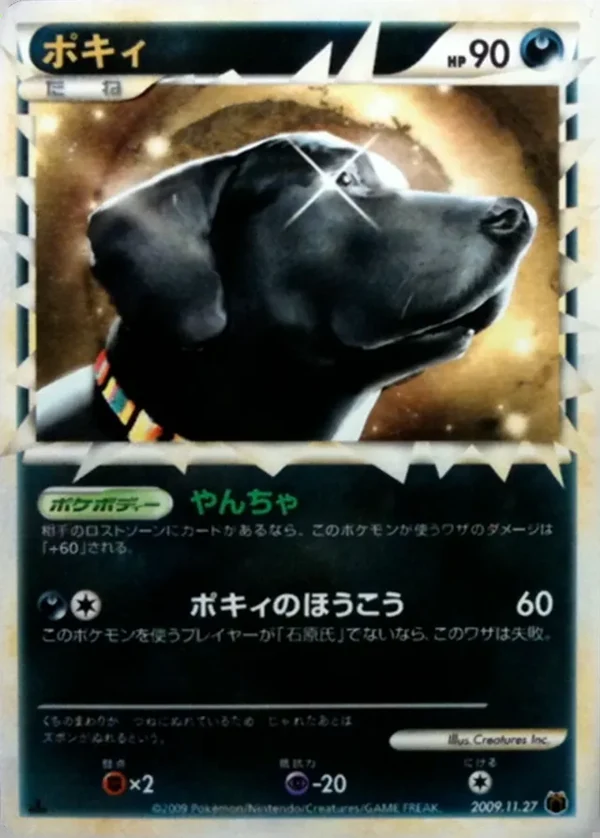 ポキィ
HP90
たね
ポケボディー やんちゃ
相手のロストゾーンにカードがあるなら、このポケモンが使うワザのダメージは
「+60」される。
ポキィのほうこう 60
このポケモンを使うプレイヤーが「石原氏」でないなら、このワザは失敗。
くちのまわりが つねにぬれているため じゃれたあとは
ズボンがぬれるという。
Illus. Creatures Inc.
弱点 抵抗力 にげる
×2 -20
©2009 Pokémon/Nintendo/Creatures/GAME FREAK. 2009.11.27